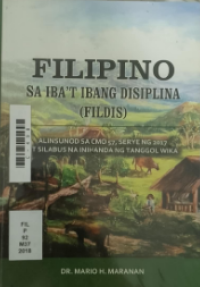 FILIPINO
SA IBA'T IBANG DISIPLINA
(FILDIS)
ALINSUNOD SA CMO 57, SERYE NG 2017
SILABUS NA INIHANDA NG TANGGOL WIKA
FIL
F
92
M37
2018
DR. MARIO H. MARANAN